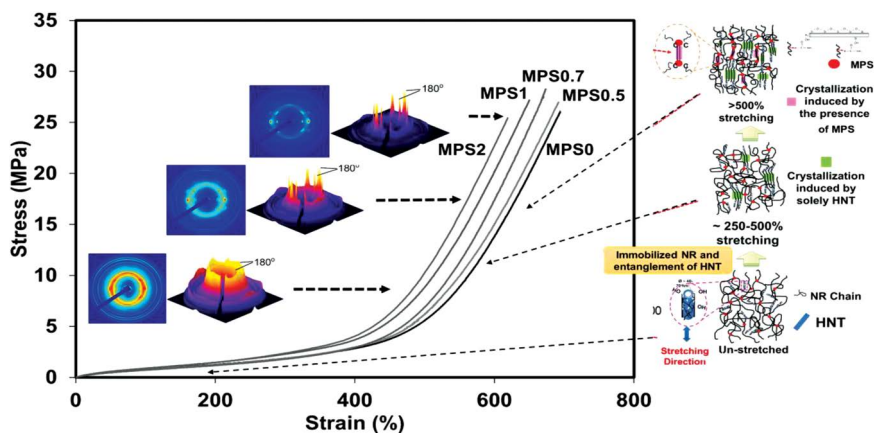 35
30
25
20
15
10
5
0
0
200
400
600
800
Stress (MPa)
Strain (%)
180°
180°
180°
MPS2
MPS1
MPS0.7
MPS0.5
MPS0
C
C
C
C
MPS
>500%
stretching
Crystallization
induced by
the presence
of MPS
Crystallization
induced by
solely HNT
~ 250-500%
stretching
Immobilized NR and
entanglement of HNT
OH
Stretching
Direction
Un-stretched
NR Chain
HNT